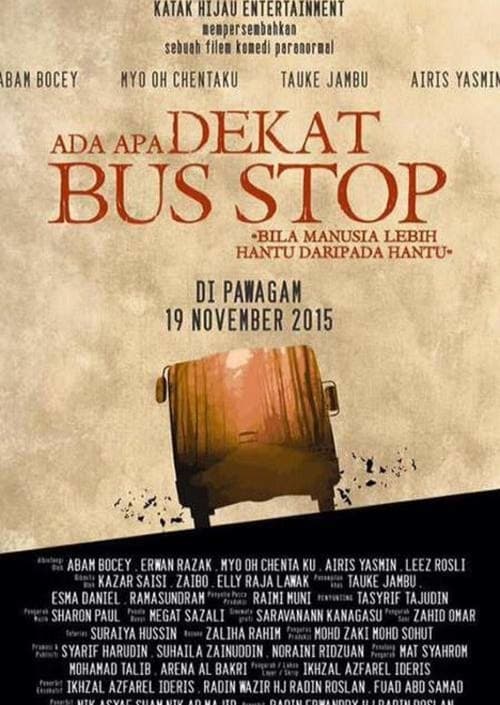 KATAK HIJAU ENTERTAINMENT
mempersembahkan
sebuah filem komedi paranormal
ABAM BOCEY MYO OH CHENTAKU TAUKE JAMBU AIRIS YASMIN
ADA APA DEKAT
BUS STOP
"BILA MANUSIA LEBIH
HANTU DARIPADA HANTU"
DI PAWAGAM
19 NOVEMBER 2015
ABAM BOCEY . ERWAN RAZAK . MYO OH CHENTA KU . AIRIS YASMIN . LEEZ ROSLI
KAZAR SAISI . ZAIBO . ELLY RAJA LAWAK . TAUKE JAMBU .
ESMA DANIEL . RAMASUNDRAM RAIMI MUNI PENYUNTING TASYRIF TAJUDIN
SHARON PAUL MEGAT SAZALI SARAVANANN KANAGASU ZAHID OMAR
SURAIYA HUSSIN ZALIHA RAHIM MOHD ZAKI MOHD SOHUT
SYARIF HARUDIN . SUHAILA ZAINUDDIN . NORAINI RIDZUAN MAT SYAHROM
MOHAMAD TALIB . ARENA AL BAKRI IKHZAL AZFAREL IDERIS
IKHZAL AZFAREL IDERIS . RADIN WAZIR HJ RADIN ROSLAN . FUAD ABD SAMAD